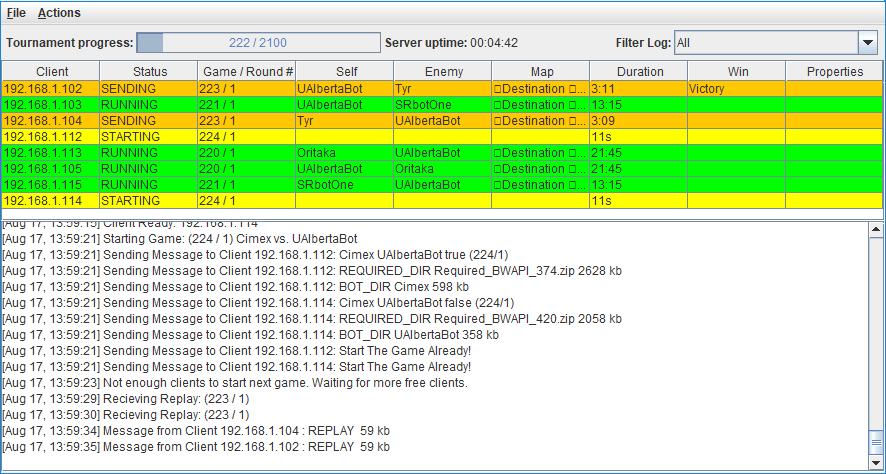 File Actions
Tournament progress: 222 / 2100 Server uptime: 00:04:42 Filter Log: All
Client Status Game / Round # Self Enemy Map Duration Win Properties
192.168.1.102 SENDING 223 / 1 UAlbertaBot Tyr □Destination □... 3:11 Victory
192.168.1.103 RUNNING 221 / 1 UAlbertaBot SRbotOne □Destination □... 13:15
192.168.1.104 SENDING 223 / 1 Tyr UAlbertaBot □Destination □... 3:09
192.168.1.112 STARTING 224 / 1 11s
192.168.1.113 RUNNING 220 / 1 Oritaka UAlbertaBot □Destination □... 21:45
192.168.1.105 RUNNING 220 / 1 UAlbertaBot Oritaka □Destination □... 21:45
192.168.1.115 RUNNING 221 / 1 SRbotOne UAlbertaBot □Destination □... 13:15
192.168.1.114 STARTING 224 / 1 11s
[Aug 17, 13:59:15] Client Ready: 192.168.1.114
[Aug 17, 13:59:21] Starting Game: (224 / 1) Cimex vs. UAlbertaBot
[Aug 17, 13:59:21] Sending Message to Client 192.168.1.112: Cimex UAlbertaBot true (224/1)
[Aug 17, 13:59:21] Sending Message to Client 192.168.1.112: REQUIRED_DIR Required_BWAPI_374.zip 2628 kb
[Aug 17, 13:59:21] Sending Message to Client 192.168.1.112: BOT_DIR Cimex 598 kb
[Aug 17, 13:59:21] Sending Message to Client 192.168.1.114: Cimex UAlbertaBot false (224/1)
[Aug 17, 13:59:21] Sending Message to Client 192.168.1.114: REQUIRED_DIR Required_BWAPI_420.zip 2058 kb
[Aug 17, 13:59:21] Sending Message to Client 192.168.1.114: BOT_DIR UAlbertaBot 358 kb
[Aug 17, 13:59:21] Sending Message to Client 192.168.1.112: Start The Game Already!
[Aug 17, 13:59:21] Sending Message to Client 192.168.1.114: Start The Game Already!
[Aug 17, 13:59:23] Not enough clients to start next game. Waiting for more free clients.
[Aug 17, 13:59:29] Recieving Replay: (223 / 1)
[Aug 17, 13:59:30] Recieving Replay: (223 / 1)
[Aug 17, 13:59:34] Message from Client 192.168.1.104 : REPLAY 59 kb
[Aug 17, 13:59:35] Message from Client 192.168.1.102 : REPLAY 59 kb